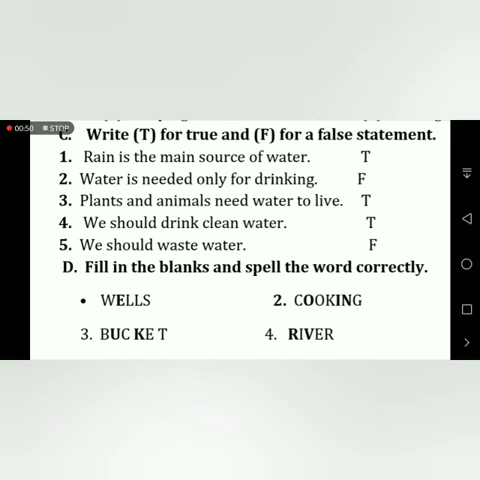 00:50 STOP
C. Write (T) for true and (F) for a false statement.
1. Rain is the main source of water. T
2. Water is needed only for drinking. F
3. Plants and animals need water to live. T
4. We should drink clean water. T
5. We should waste water. F
D. Fill in the blanks and spell the word correctly.
• WELLS 2. COOKING
3. BUC KE T 4. RIVER